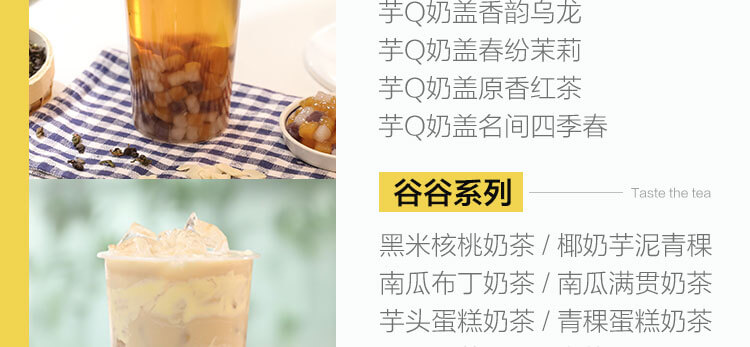 芋Q奶盖香韵乌龙
芋Q奶盖春纷茉莉
芋Q奶盖原香红茶
芋Q奶盖名间四季春
谷谷系列
Taste the tea
黑米核桃奶茶 / 椰奶芋泥青稞
南瓜布丁奶茶 / 南瓜满贯奶茶
芋头蛋糕奶茶 / 青稞蛋糕奶茶